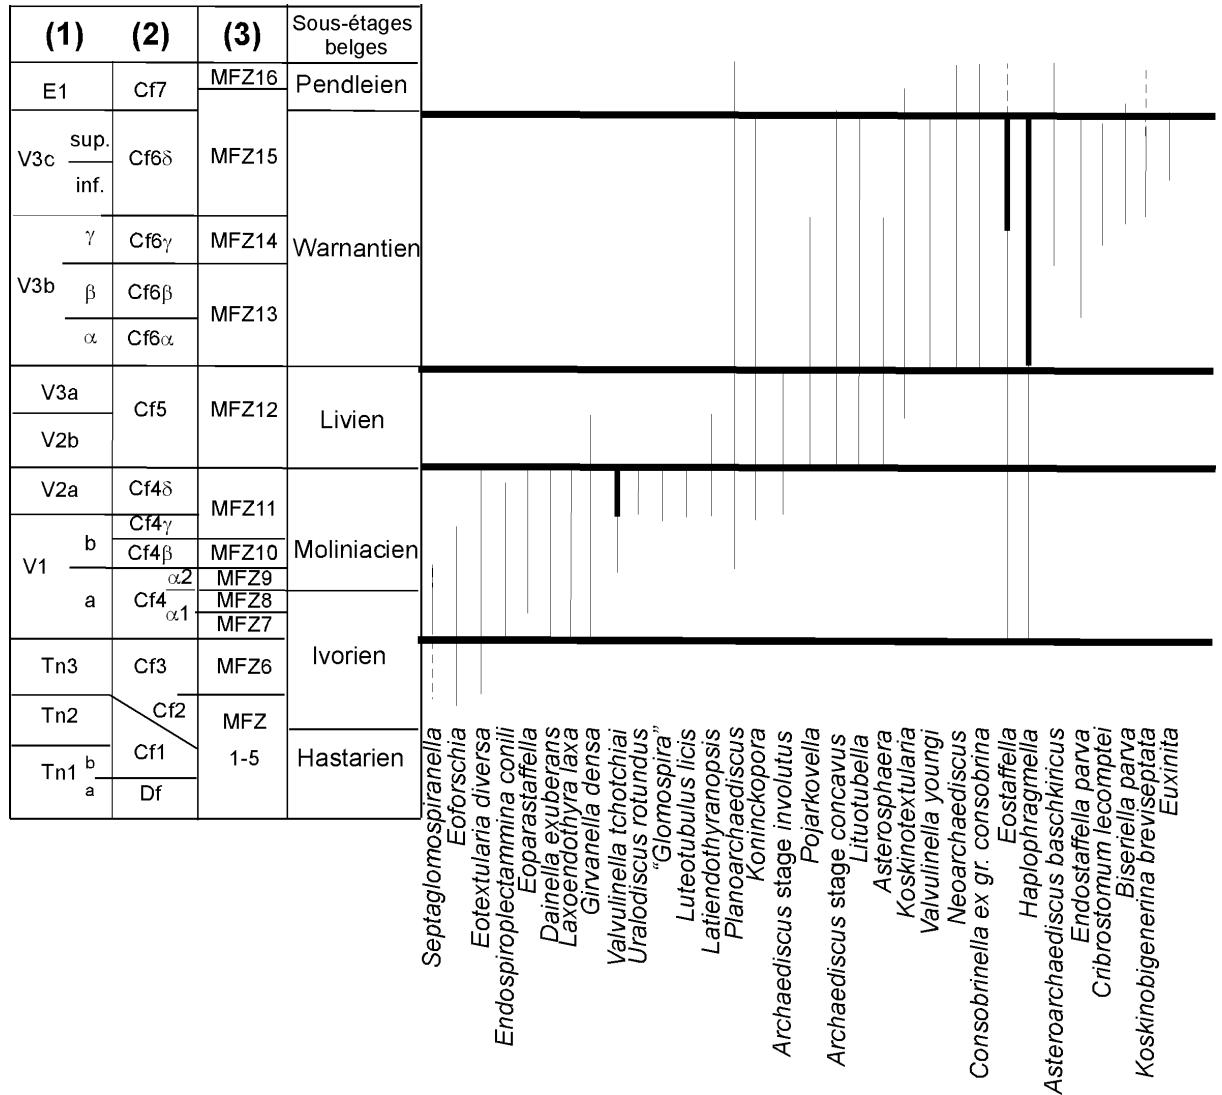 (1) (2) (3) Sous-étages
belges
E1 Cf7 MFZ16 Pendleien
V3c sup. Cf6δ MFZ15
inf.
V3b γ Cf6γ MFZ14 Warnantien
β Cf6β MFZ13
α Cf6α
V3a Cf5 MFZ12 Livien
V2b
V2a Cf4δ MFZ11
Cf4γ
V1 b Cf4β MFZ10 Moliniacien
a Cf4 α2 MFZ9
α1 MFZ8
MFZ7
Tn3 Cf3 MFZ6 Ivorien
Tn2 Cf2 MFZ
1-5
Tn1 b Cf1 Hastarien
a Df
Septaglomospiranella
Eoforschia
Eotextularia diversa
Endospiroplectammina conili
Eoparastaffella
Dainella exuberans
Laxoendothyra laxa
Girvanella densa
Valvulinella tchotchiai
Uralodiscus rotundus
“Glomospira”
Luteotubulus licis
Latiendothyranopsis
Planoarchaediscus
Koninckopora
Archaediscus stage involutus
Pojarkovella
Archaediscus stage concavus
Lituotubella
Asterosphaera
Koskinotextularia
Valvulinella youngi
Neoarchaediscus
Consobrinella ex gr. consobrina
Eostaffella
Haplophragmella
Asteroarchaediscus baschkiricus
Endostaffella parva
Cribrostomum lecomptei
Biseriella parva
Koskinobigenerina breviseptata
Euxinita